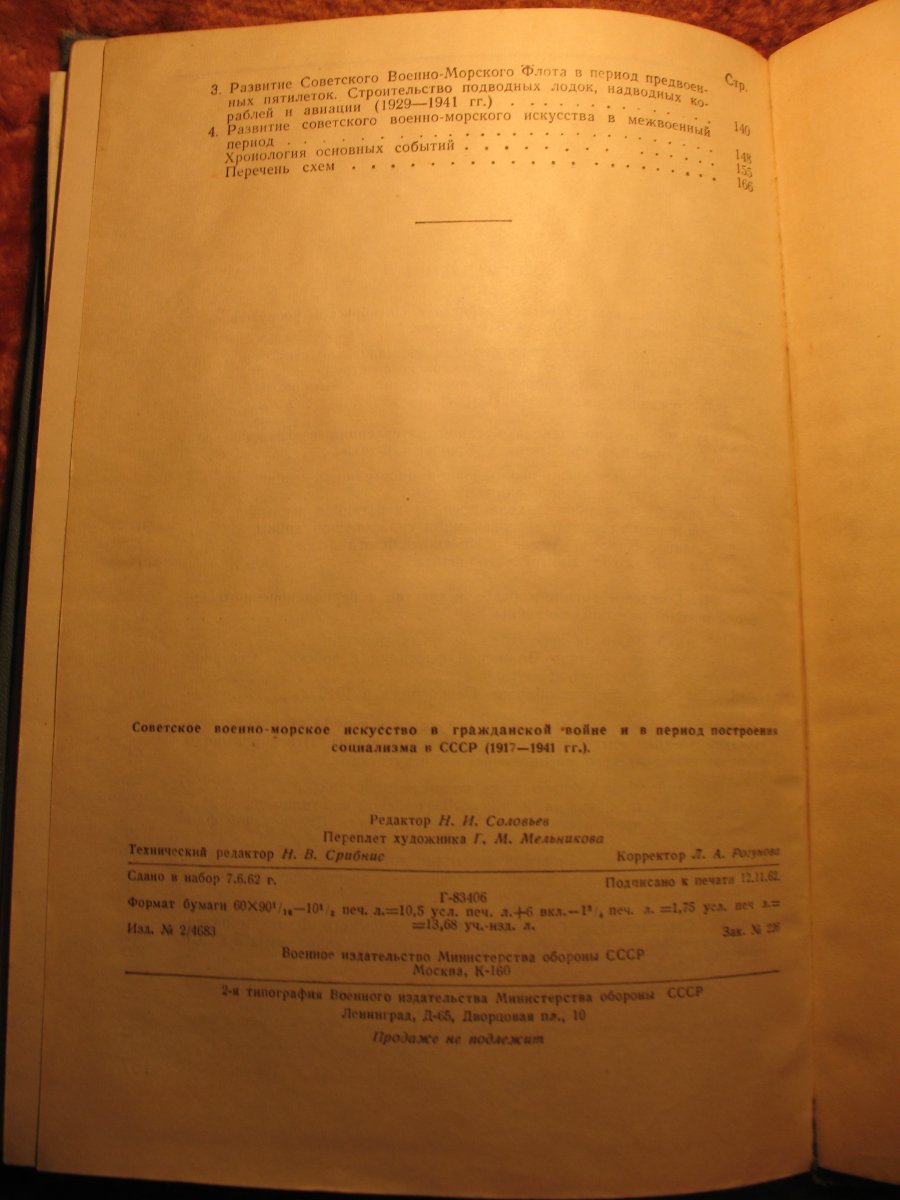 Стр.
3. Развитие Советского Военно-Морского Флота в период предвоен-
ных пятилеток. Строительство подводных лодок, надводных ко-
раблей и авиации (1929—1941 гг.) . . . . . . . . . . 140
4. Развитие советского военно-морского искусства в межвоенный
период . . . . . . . . . . . . . . . . . . . . 148
Хронология основных событий . . . . . . . . . . . . 155
Перечень схем . . . . . . . . . . . . . . . . . . 166
Советское военно-морское искусство в гражданской войне и в период построения
социализма в СССР (1917—1941 гг.).
Редактор Н. И. Соловьев
Переплет художника Г. М. Мельникова
Технический редактор Н. В. Срибнис Корректор Л. А. Рогунова
Сдано в набор 7.6.62 г. Подписано к печати 12.11.62.
Г-83406
Формат бумаги 60×90¹/₁₆—10¹/₂ печ. л.=10,5 усл. печ. л.+6 вкл.—1³/₄ печ. л. =1,75 усл. печ л.=
=13,68 уч.-изд. л.
Изд. № 2/4683 Зак. № 226
Военное издательство Министерства обороны СССР
Москва, К-160
2-я типография Военного издательства Министерства обороны СССР
Ленинград, Д-65, Дворцовая пл., 10
Продаже не подлежит